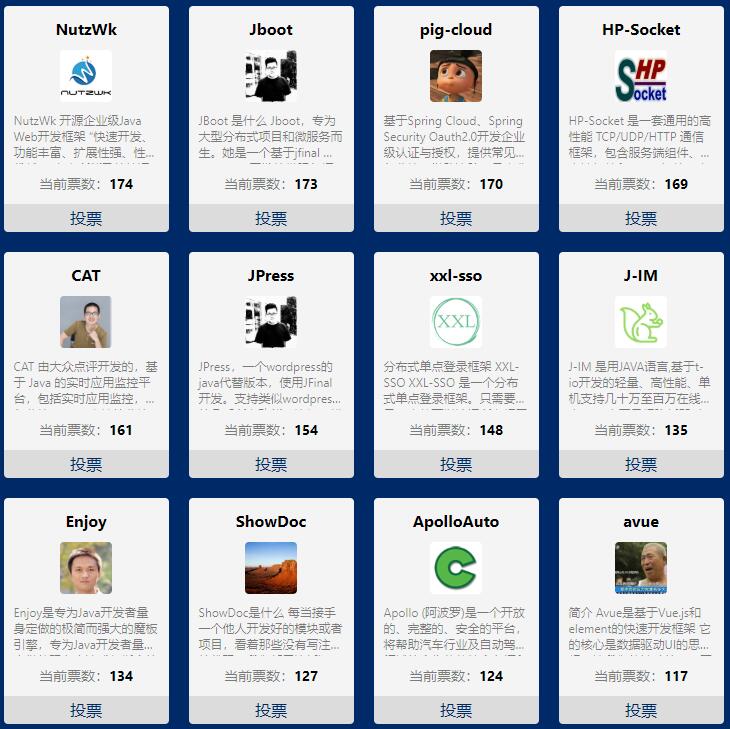 NutzWk
NUTZWK
NutzWk 开源企业级Java
Web开发框架 “快速开发、
功能丰富、扩展性强、性...
当前票数：174
投票
Jboot
JBoot 是什么 Jboot，专为
大型分布式项目和微服务而
生。她是一个基于jfinal ...
当前票数：173
投票
pig-cloud
基于Spring Cloud、Spring
Security Oauth2.0开发企业
级认证与授权，提供常见...
当前票数：170
投票
HP-Socket
HP
Socket
HP-Socket 是一套通用的高
性能 TCP/UDP/HTTP 通信
框架，包含服务端组件、...
当前票数：169
投票
CAT
CAT 由大众点评开发的，基
于 Java 的实时应用监控平
台，包括实时应用监控，...
当前票数：161
投票
JPress
JPress，一个wordpress的
java代替版本，使用JFinal
开发。支持类似wordpres...
当前票数：154
投票
xxl-sso
XXL
分布式单点登录框架 XXL-
SSO XXL-SSO 是一个分布
式单点登录框架。只需要...
当前票数：148
投票
J-IM
J-IM 是用JAVA语言,基于t-
io开发的轻量、高性能、单
机支持几十万至百万在线...
当前票数：135
投票
Enjoy
Enjoy是专为Java开发者量
身定做的极简而强大的魔板
引擎，专为Java开发者量...
当前票数：134
投票
ShowDoc
ShowDoc是什么 每当接手
一个他人开发好的模块或者
项目，看着那些没有写注...
当前票数：127
投票
ApolloAuto
Apollo (阿波罗)是一个开放
的、完整的、安全的平台，
将帮助汽车行业及自动驾...
当前票数：124
投票
avue
简介 Avue是基于Vue.js和
element的快速开发框架 它
的核心是数据驱动UI的思...
当前票数：117
投票